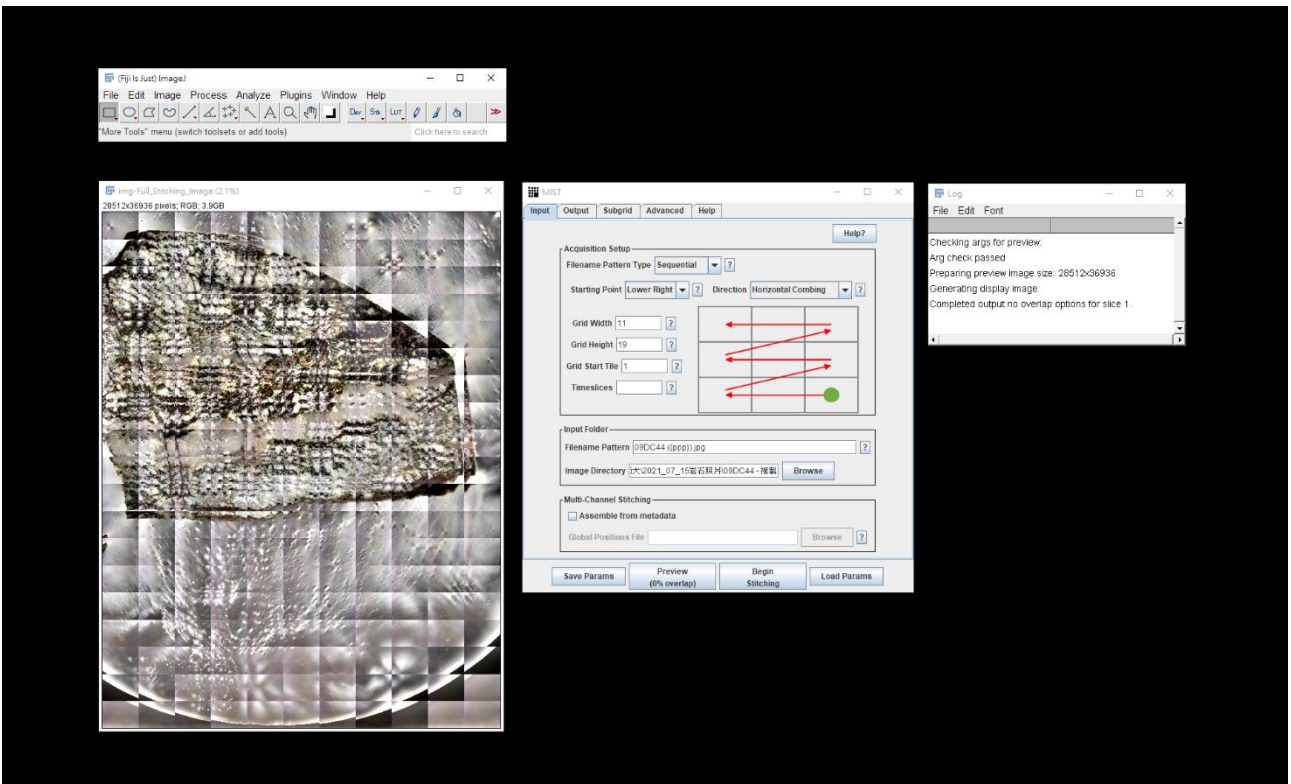 (Fiji Is Just) ImageJ
File Edit Image Process Analyze Plugins Window Help
Dev Stk LUT
"More Tools" menu (switch toolsets or add tools) Click here to search
img-Full_Stitching_Image (2.1%)
28512x36936 pixels; RGB; 3.9GB
MIST
Input Output Subgrid Advanced Help
Help?
Acquisition Setup
Filename Pattern Type Sequential ?
Starting Point Lower Right ? Direction Horizontal Combing ?
Grid Width 11 ?
Grid Height 19 ?
Grid Start Tile 1 ?
Timeslices ?
Input Folder
Filename Pattern 09DC44 ({ppp}).jpg ?
Image Directory 大\2021_07_15岩石照片\09DC44 - 複製 Browse
Multi-Channel Stitching
Assemble from metadata
Global Positions File Browse ?
Save Params Preview (0% overlap) Begin Stitching Load Params
Log
File Edit Font
Checking args for preview.
Arg check passed
Preparing preview image size: 28512x36936
Generating display image
Completed output no overlap options for slice 1.